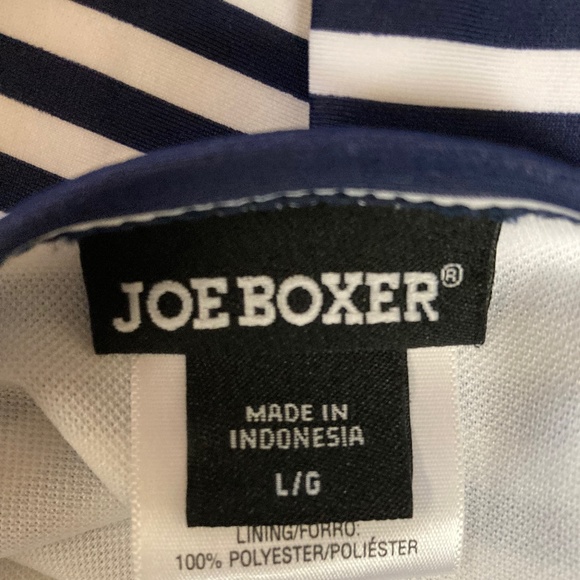 JOE BOXER®
MADE IN
INDONESIA
L/G
LINING/FORRO:
100% POLYESTER/POLIÉSTER